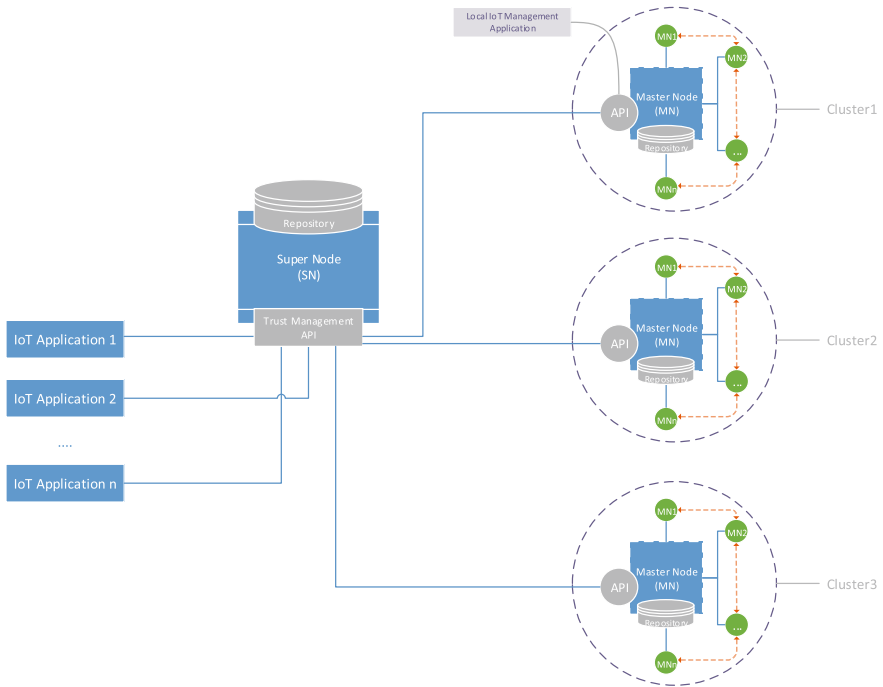 Local IoT Management
Application
MN1
MN2
Master Node
(MN)
API
Repository
...
MNn
Cluster1
Repository
Super Node
(SN)
Trust Management
API
IoT Application 1
IoT Application 2
....
IoT Application n
MN1
MN2
Master Node
(MN)
API
Repository
...
MNn
Cluster2
MN1
MN2
Master Node
(MN)
API
Repository
...
MNn
Cluster3